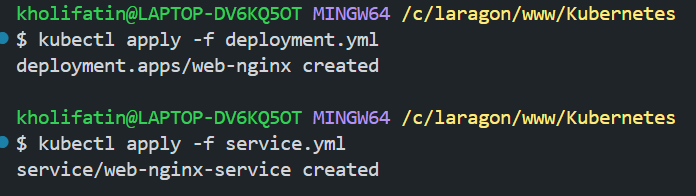 kholifatin@LAPTOP-DV6KQ5OT MINGW64 /c/laragon/www/Kubernetes
$ kubectl apply -f deployment.yml
deployment.apps/web-nginx created
kholifatin@LAPTOP-DV6KQ5OT MINGW64 /c/laragon/www/Kubernetes
$ kubectl apply -f service.yml
service/web-nginx-service created